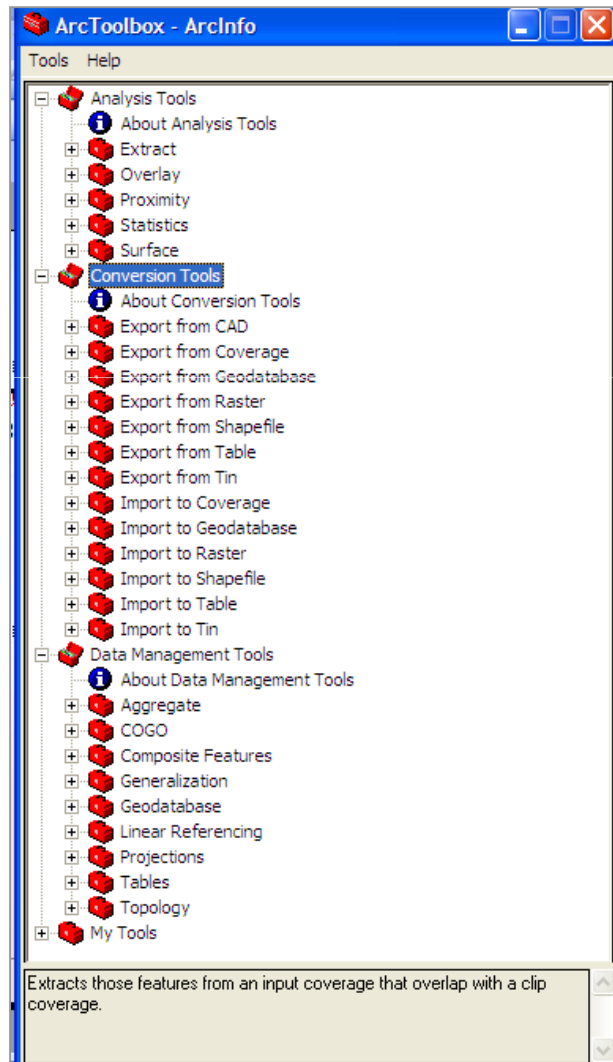 ArcToolbox - ArcInfo
Tools Help
Analysis Tools
About Analysis Tools
Extract
Overlay
Proximity
Statistics
Surface
Conversion Tools
About Conversion Tools
Export from CAD
Export from Coverage
Export from Geodatabase
Export from Raster
Export from Shapefile
Export from Table
Export from Tin
Import to Coverage
Import to Geodatabase
Import to Raster
Import to Shapefile
Import to Table
Import to Tin
Data Management Tools
About Data Management Tools
Aggregate
COGO
Composite Features
Generalization
Geodatabase
Linear Referencing
Projections
Tables
Topology
My Tools
Extracts those features from an input coverage that overlap with a clip
coverage.